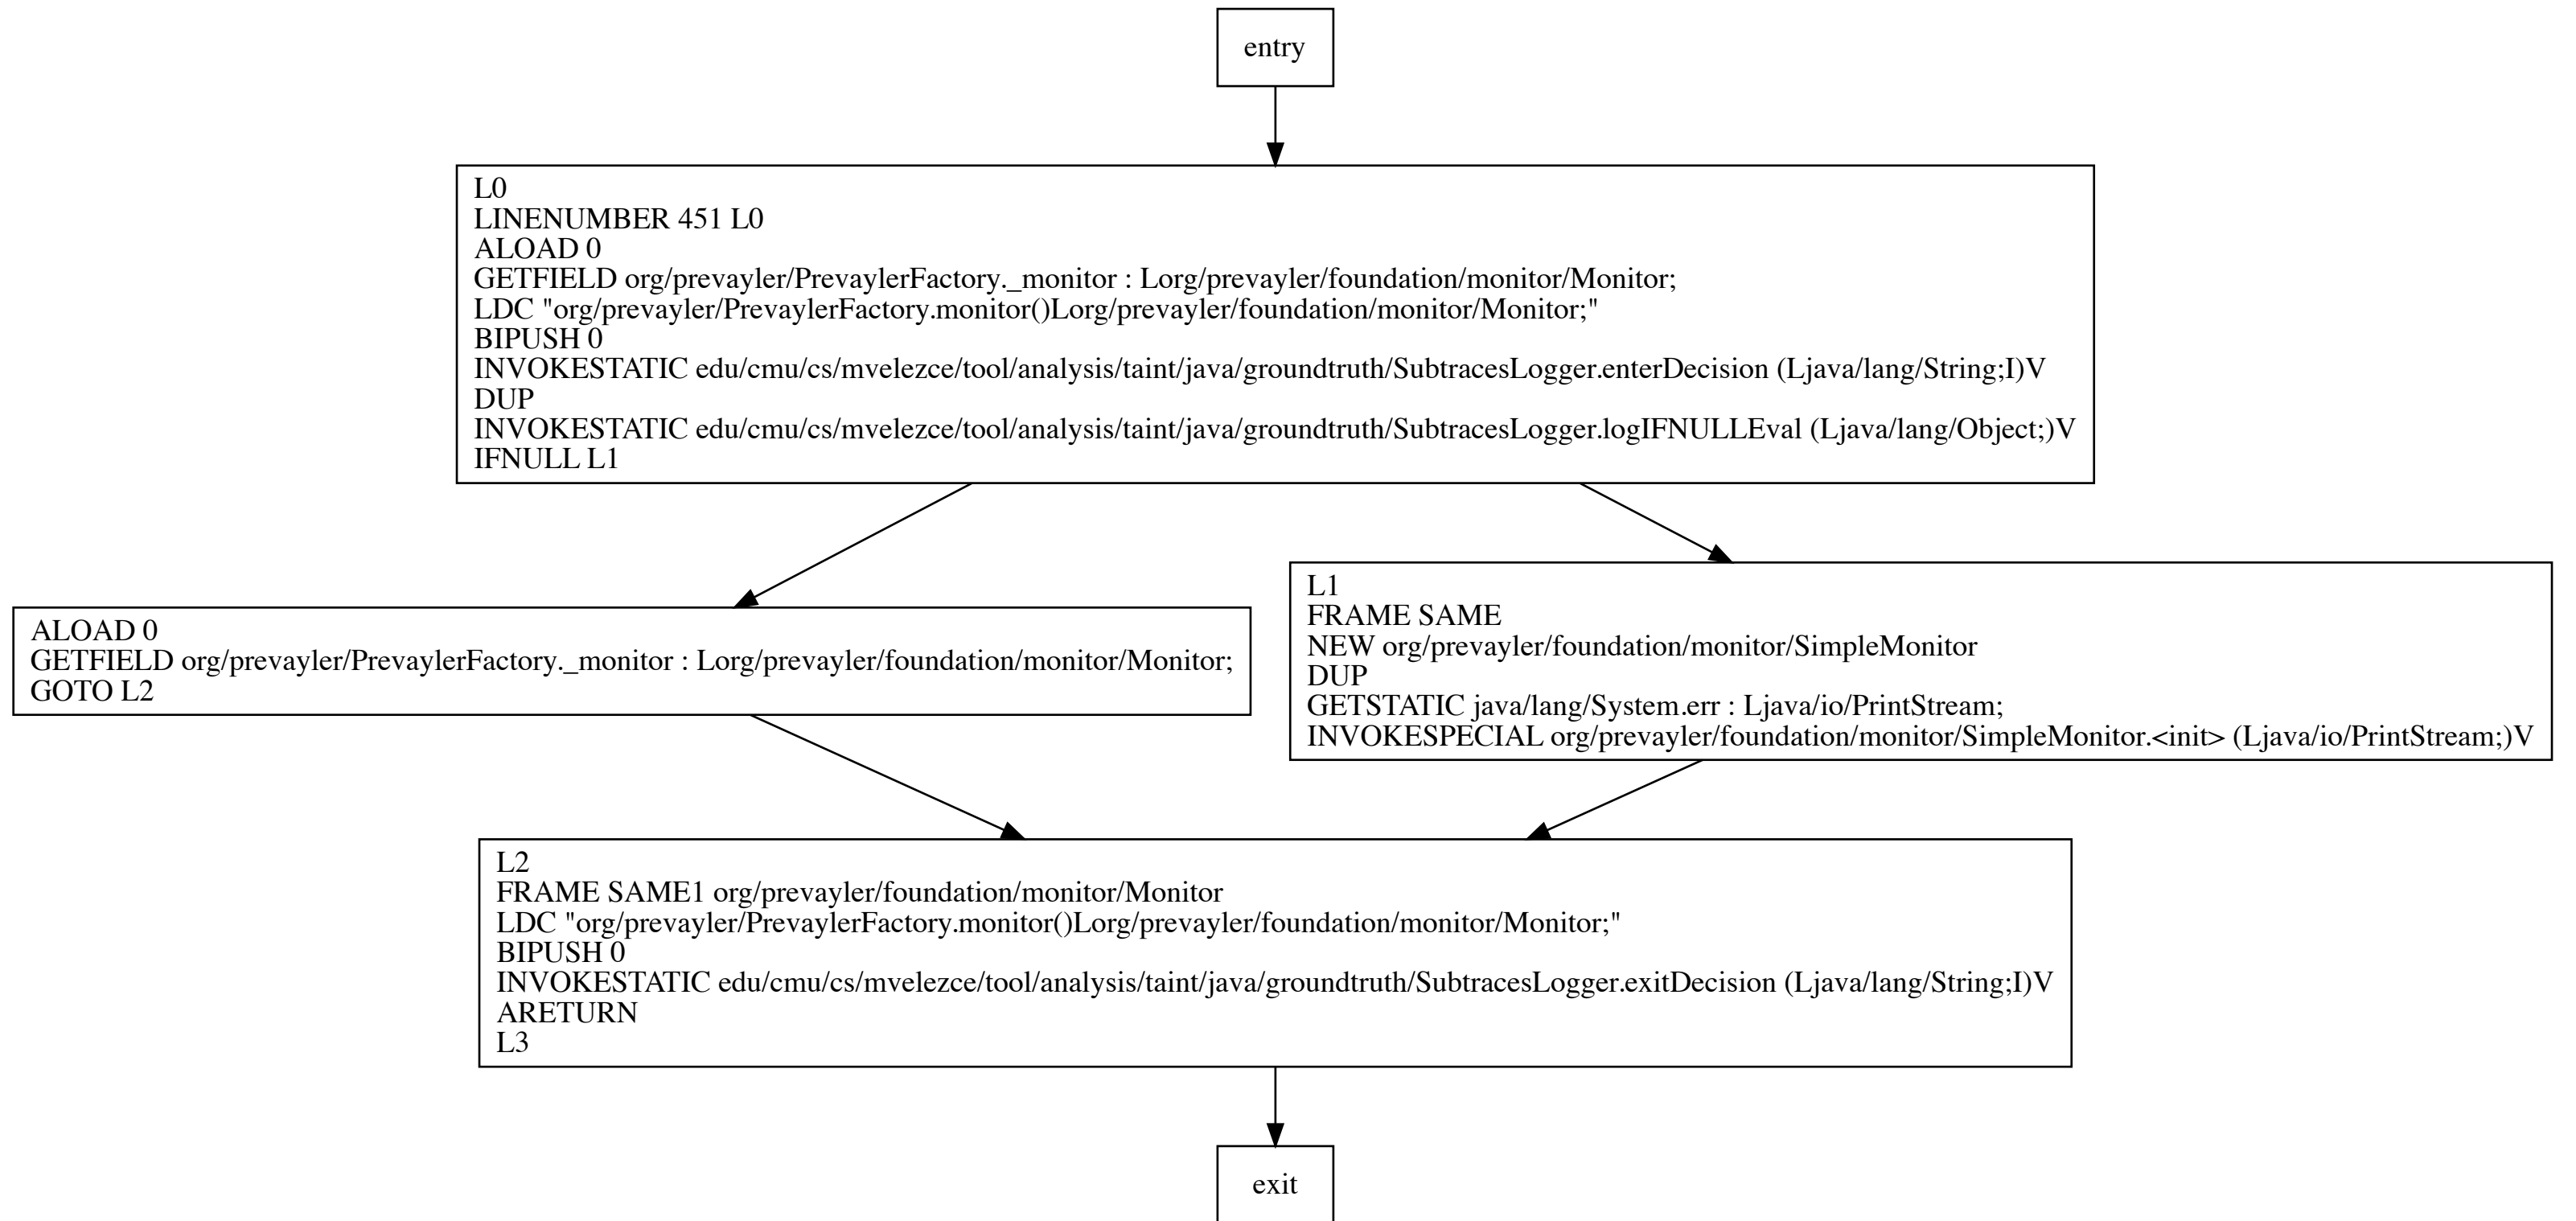 entry
L0
LINENUMBER 451 L0
ALOAD 0
GETFIELD org/prevayler/PrevaylerFactory._monitor : Lorg/prevayler/foundation/monitor/Monitor;
LDC "org/prevayler/PrevaylerFactory.monitor()Lorg/prevayler/foundation/monitor/Monitor;"
BIPUSH 0
INVOKESTATIC edu/cmu/cs/mvelezce/tool/analysis/taint/java/groundtruth/SubtracesLogger.enterDecision (Ljava/lang/String;I)V
DUP
INVOKESTATIC edu/cmu/cs/mvelezce/tool/analysis/taint/java/groundtruth/SubtracesLogger.logIFNULLEval (Ljava/lang/Object;)V
IFNULL L1
ALOAD 0
GETFIELD org/prevayler/PrevaylerFactory._monitor : Lorg/prevayler/foundation/monitor/Monitor;
GOTO L2
L1
FRAME SAME
NEW org/prevayler/foundation/monitor/SimpleMonitor
DUP
GETSTATIC java/lang/System.err : Ljava/io/PrintStream;
INVOKESPECIAL org/prevayler/foundation/monitor/SimpleMonitor.<init> (Ljava/io/PrintStream;)V
L2
FRAME SAME1 org/prevayler/foundation/monitor/Monitor
LDC "org/prevayler/PrevaylerFactory.monitor()Lorg/prevayler/foundation/monitor/Monitor;"
BIPUSH 0
INVOKESTATIC edu/cmu/cs/mvelezce/tool/analysis/taint/java/groundtruth/SubtracesLogger.exitDecision (Ljava/lang/String;I)V
ARETURN
L3
exit